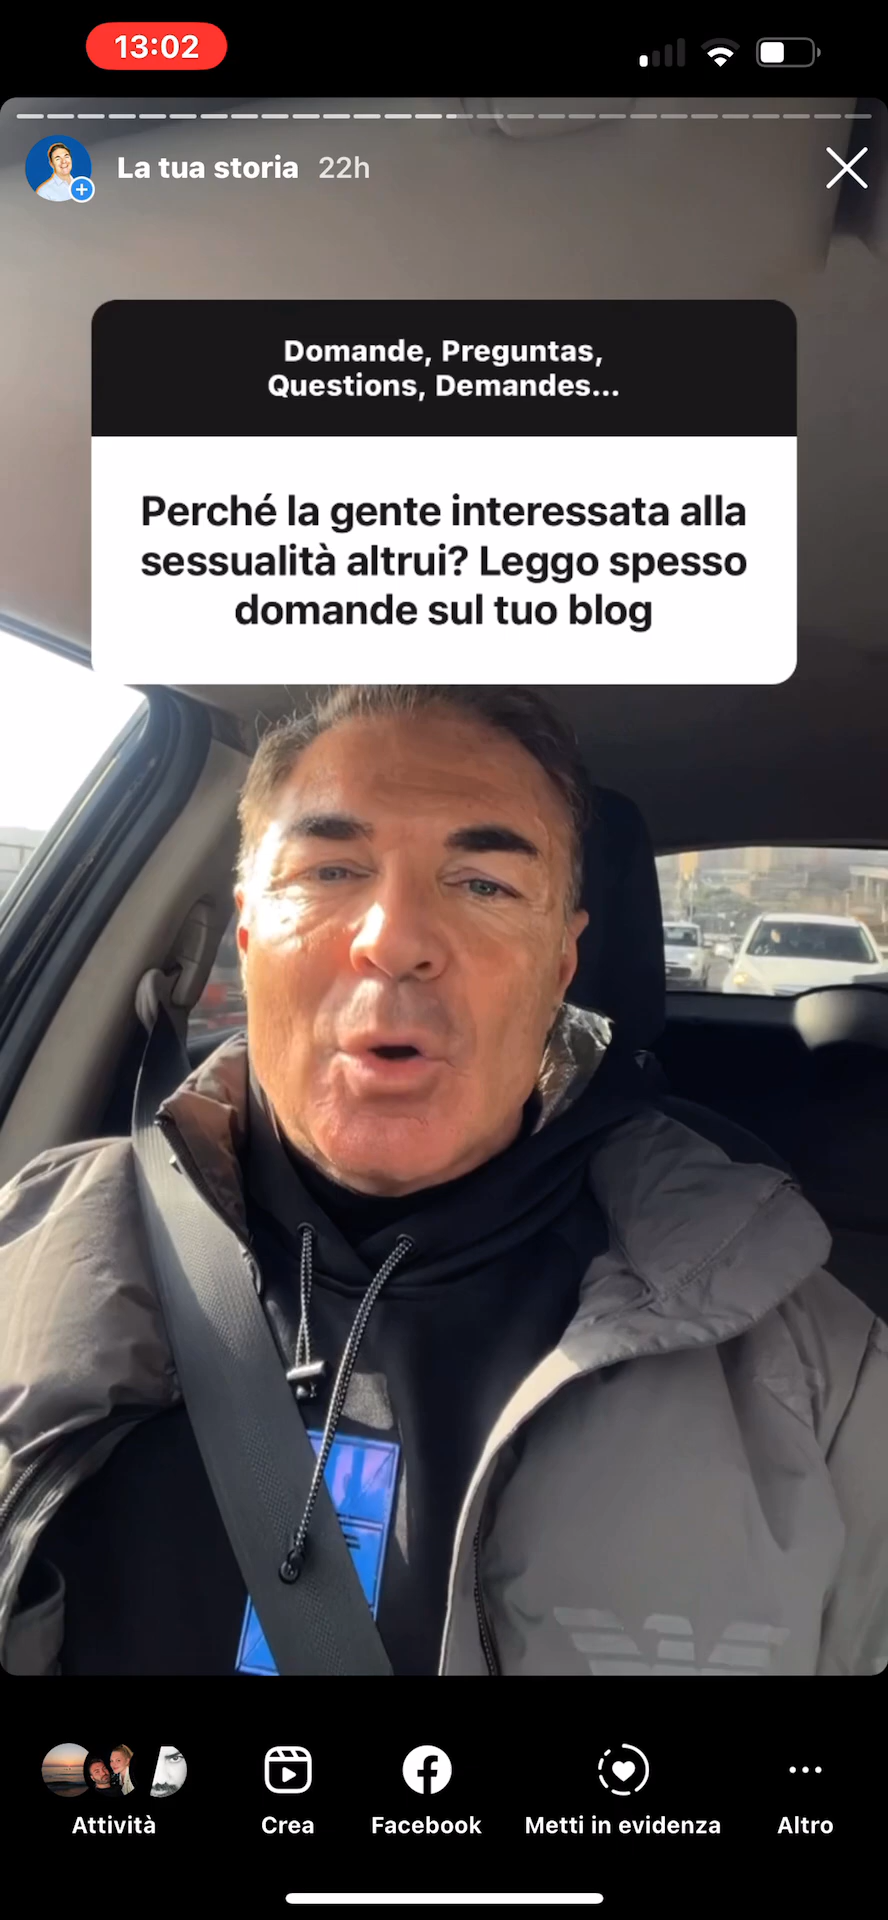 13:02
La tua storia 22h
Domande, Preguntas,
Questions, Demandes...
Perché la gente interessata alla
sessualità altrui? Leggo spesso
domande sul tuo blog
Attività
Crea
Facebook
Metti in evidenza
Altro